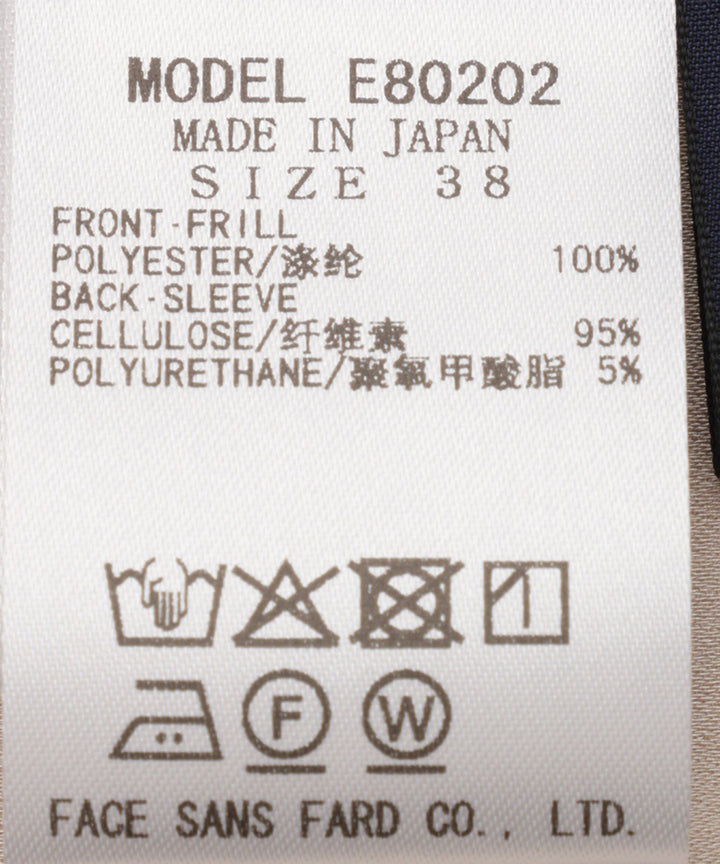 MODEL E80202
MADE IN JAPAN
SIZE 38
FRONT·FRILL
POLYESTER/涤纶 100%
BACK·SLEEVE
CELLULOSE/纤维素 95%
POLYURETHANE/聚氨甲酸脂 5%
F W
FACE SANS FARD CO., LTD.